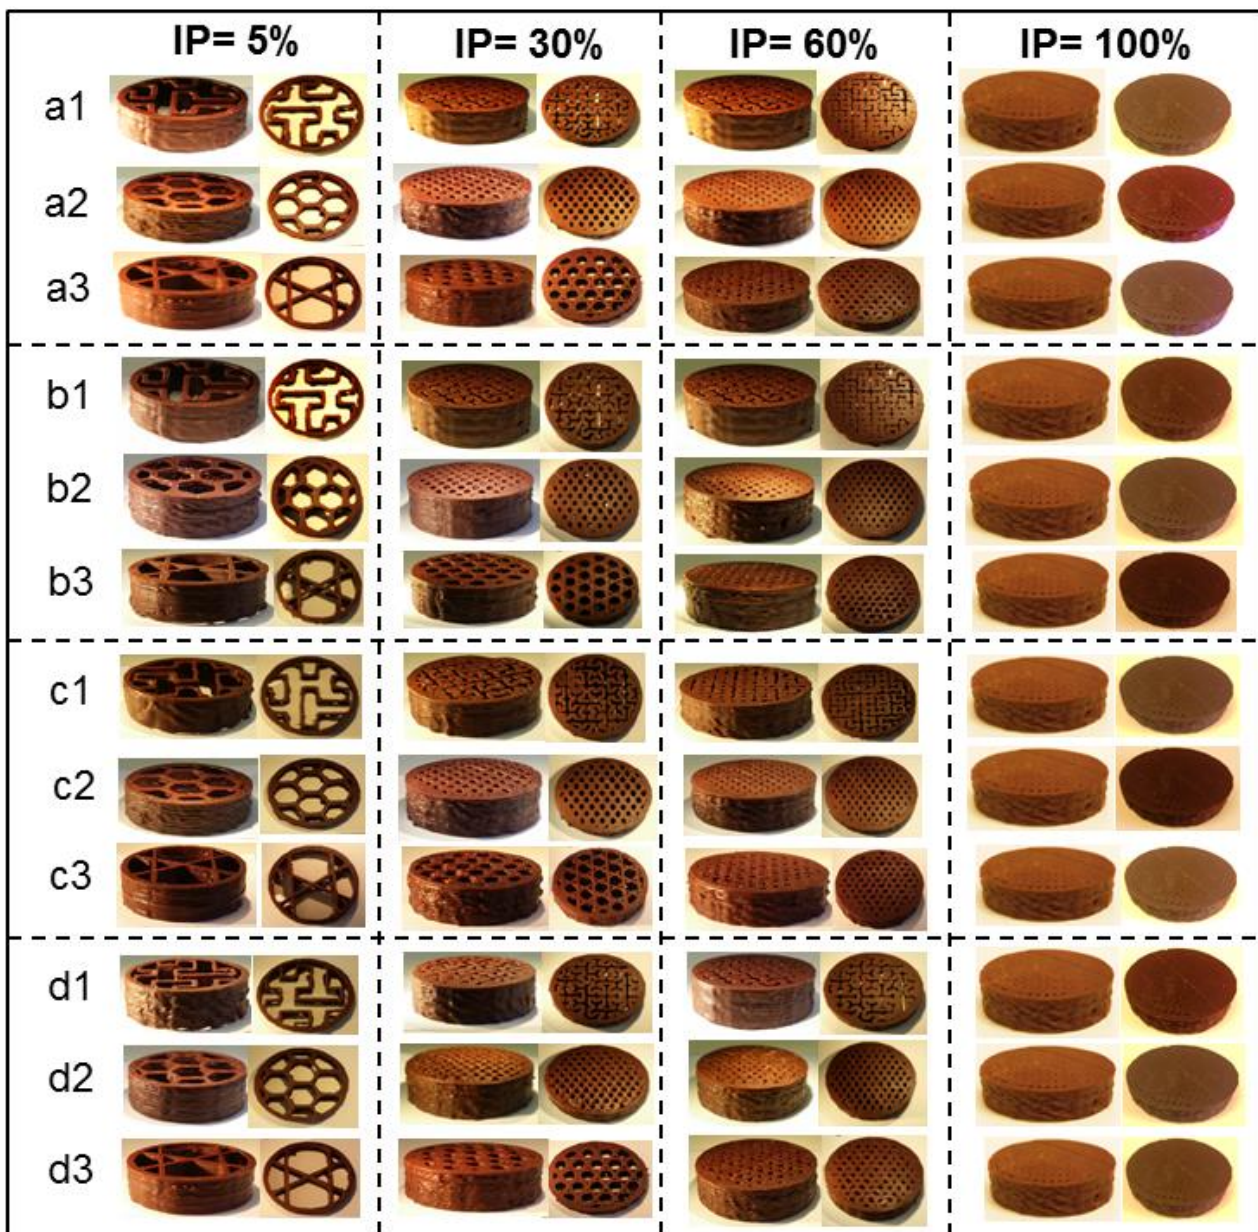 IP= 5% IP= 30% IP= 60% IP= 100%
a1
a2
a3
b1
b2
b3
c1
c2
c3
d1
d2
d3